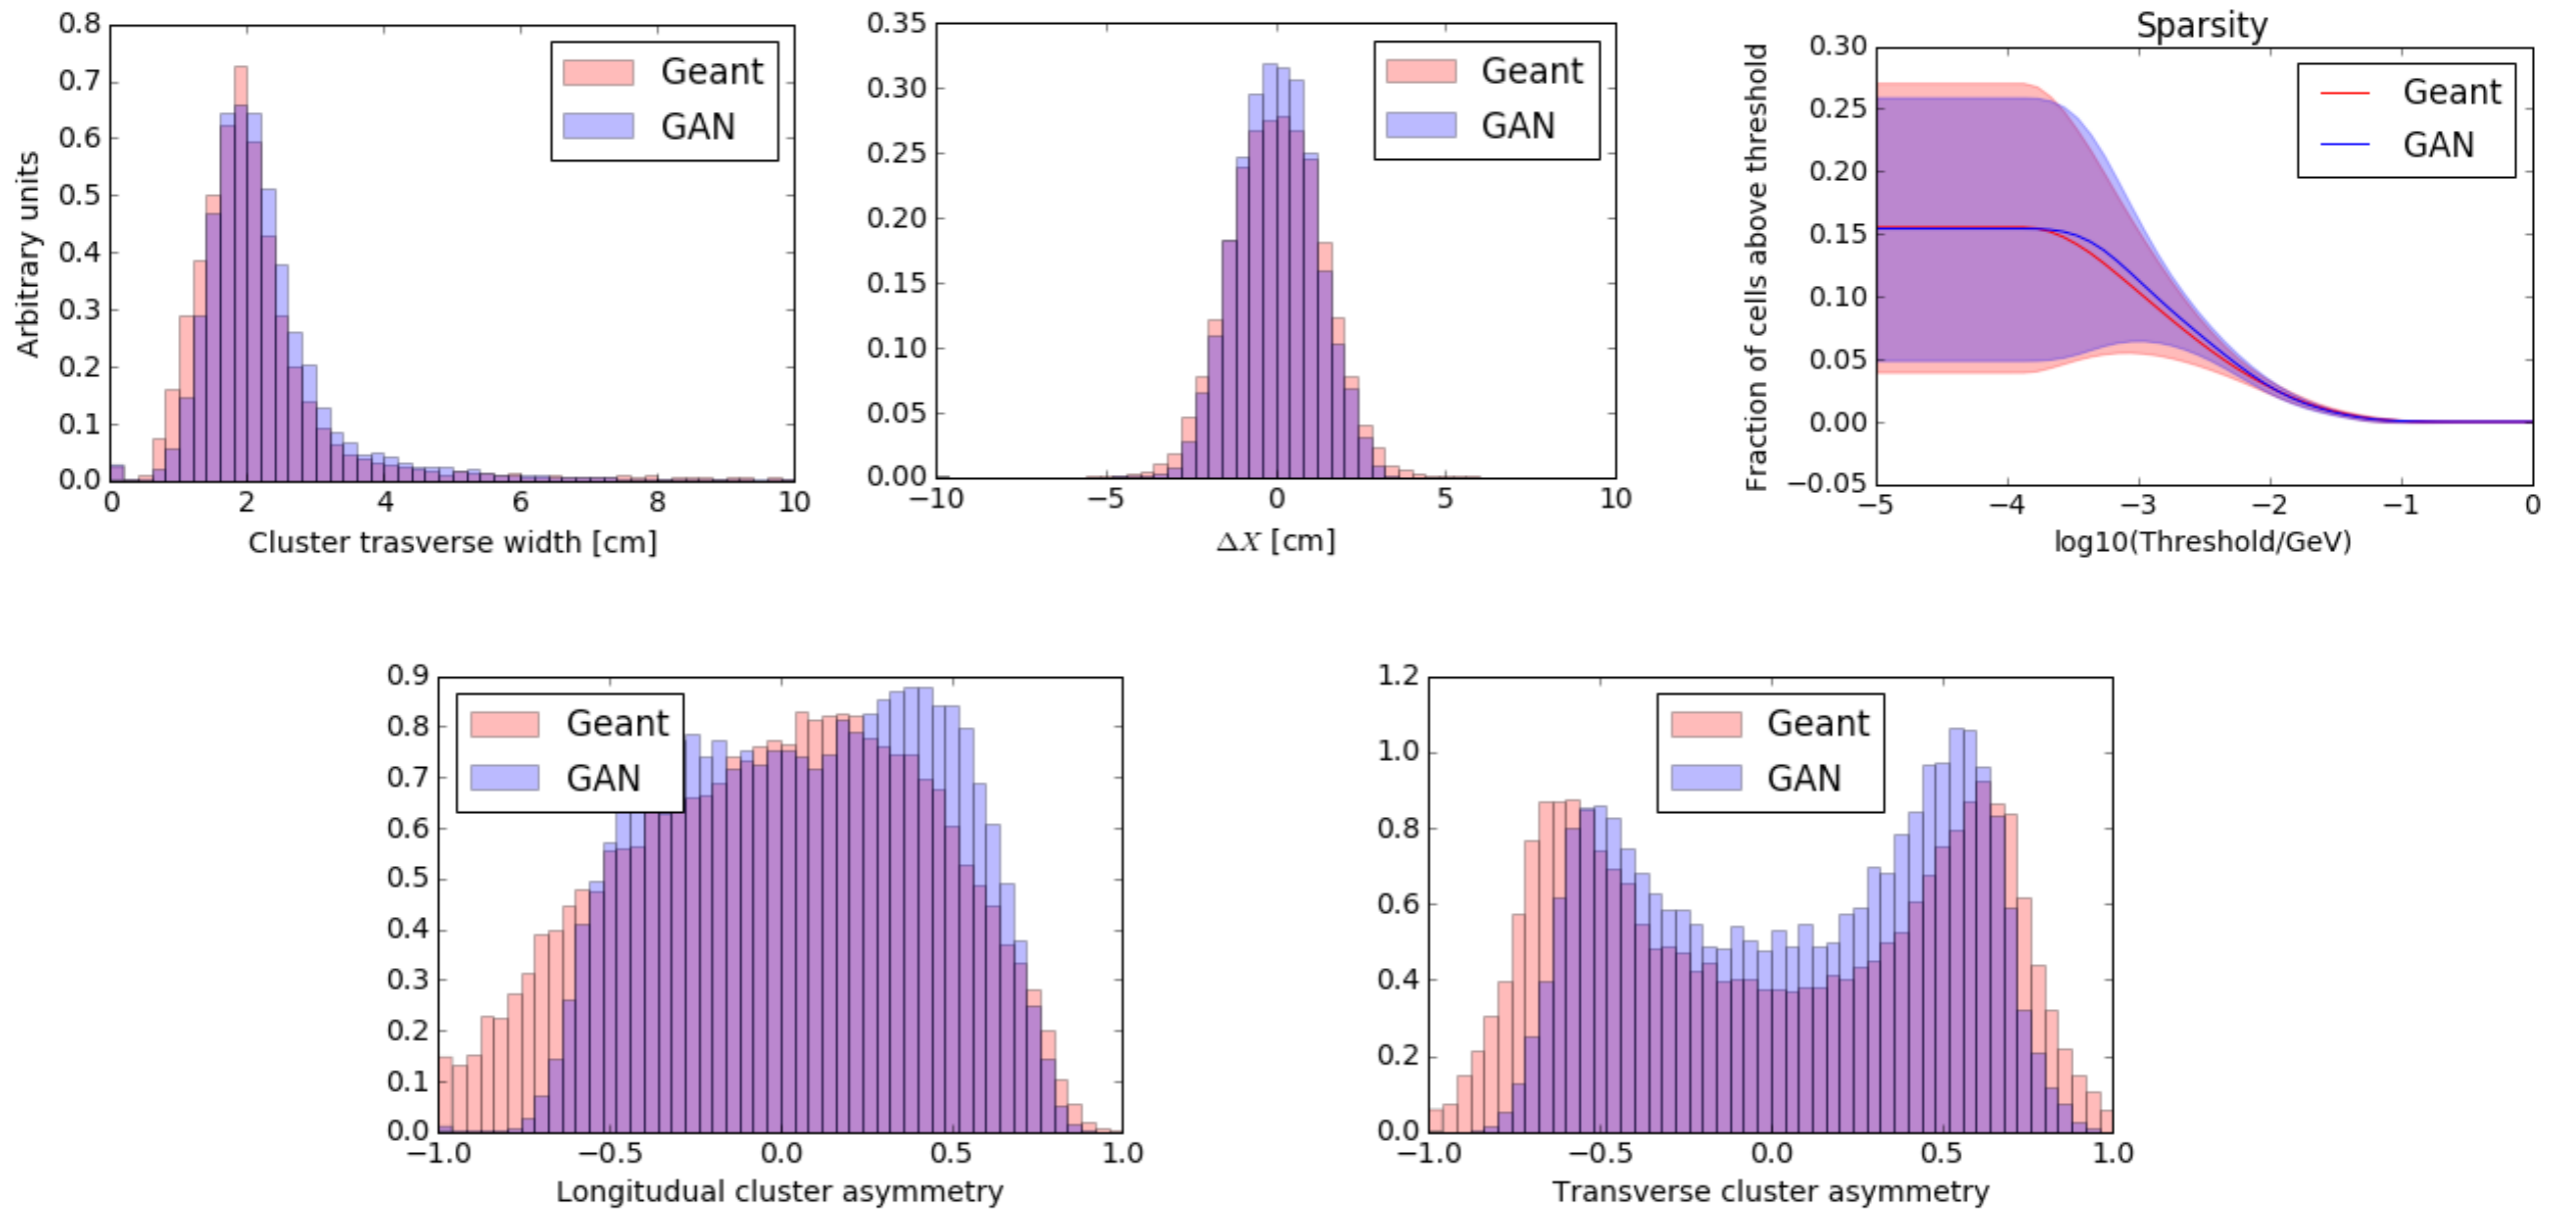 Arbitrary units
0.8
0.7
0.6
0.5
0.4
0.3
0.2
0.1
0.0
Geant
GAN
0 2 4 6 8 10
Cluster trasverse width [cm]
0.35
0.30
0.25
0.20
0.15
0.10
0.05
0.00
Geant
GAN
−10 −5 0 5 10
ΔX [cm]
Sparsity
Fraction of cells above threshold
0.30
0.25
0.20
0.15
0.10
0.05
0.00
−0.05
Geant
GAN
−5 −4 −3 −2 −1 0
log10(Threshold/GeV)
0.9
0.8
0.7
0.6
0.5
0.4
0.3
0.2
0.1
0.0
Geant
GAN
−1.0 −0.5 0.0 0.5 1.0
Longitudual cluster asymmetry
1.2
1.0
0.8
0.6
0.4
0.2
0.0
Geant
GAN
−1.0 −0.5 0.0 0.5 1.0
Transverse cluster asymmetry